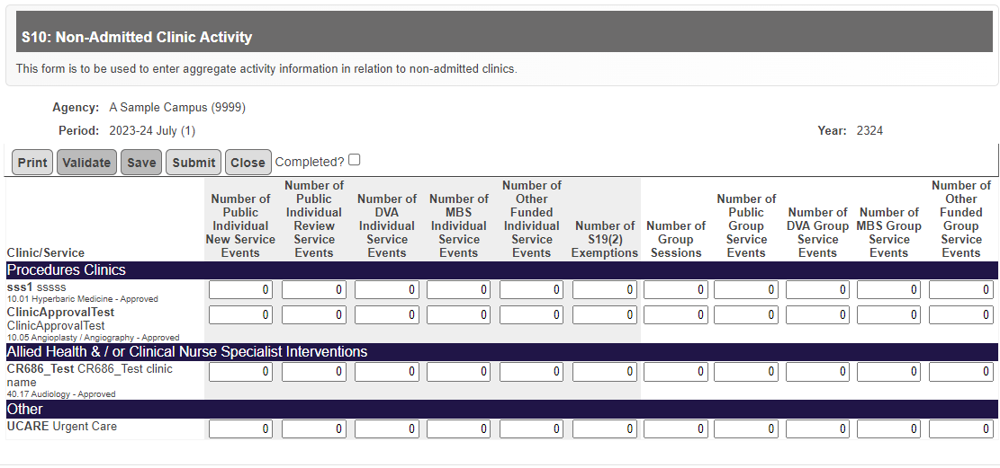 S10: Non-Admitted Clinic Activity
This form is to be used to enter aggregate activity information in relation to non-admitted clinics.
Agency: A Sample Campus (9999)
Period: 2023-24 July (1) Year: 2324
Print Validate Save Submit Close Completed?
Clinic/Service
Number of
Public
Individual
New Service
Events
Number of
Public
Individual
Review
Service
Events
Number of
DVA
Individual
Service
Events
Number of
MBS
Individual
Service
Events
Number of
Other
Funded
Individual
Service
Events
Number of
S19(2)
Exemptions
Number of
Group
Sessions
Number of
Public
Group
Service
Events
Number of
DVA Group
Service
Events
Number of
MBS Group
Service
Events
Number of
Other
Funded
Group
Service
Events
Procedures Clinics
sss1 sssss
10.01 Hyperbaric Medicine - Approved
0 0 0 0 0 0 0 0 0 0 0
ClinicApprovalTest
ClinicApprovalTest
10.05 Angioplasty / Angiography - Approved
0 0 0 0 0 0 0 0 0 0 0
Allied Health & / or Clinical Nurse Specialist Interventions
CR686_Test CR686_Test clinic
name
40.17 Audiology - Approved
0 0 0 0 0 0 0 0 0 0 0
Other
UCARE Urgent Care
0 0 0 0 0 0 0 0 0 0 0